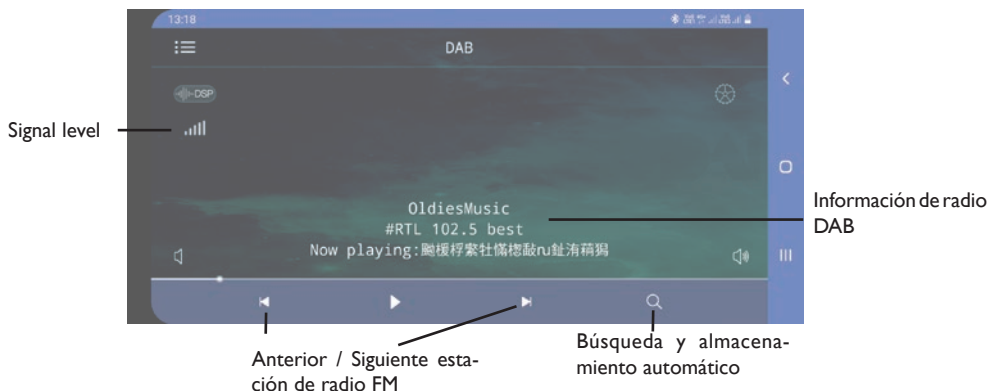 13:18
DAB
DSP
Signal level
OldiesMusic
#RTL 102.5 best
Now playing:
Información de radio
DAB
Anterior / Siguiente esta-
ción de radio FM
Búsqueda y almacena-
miento automático